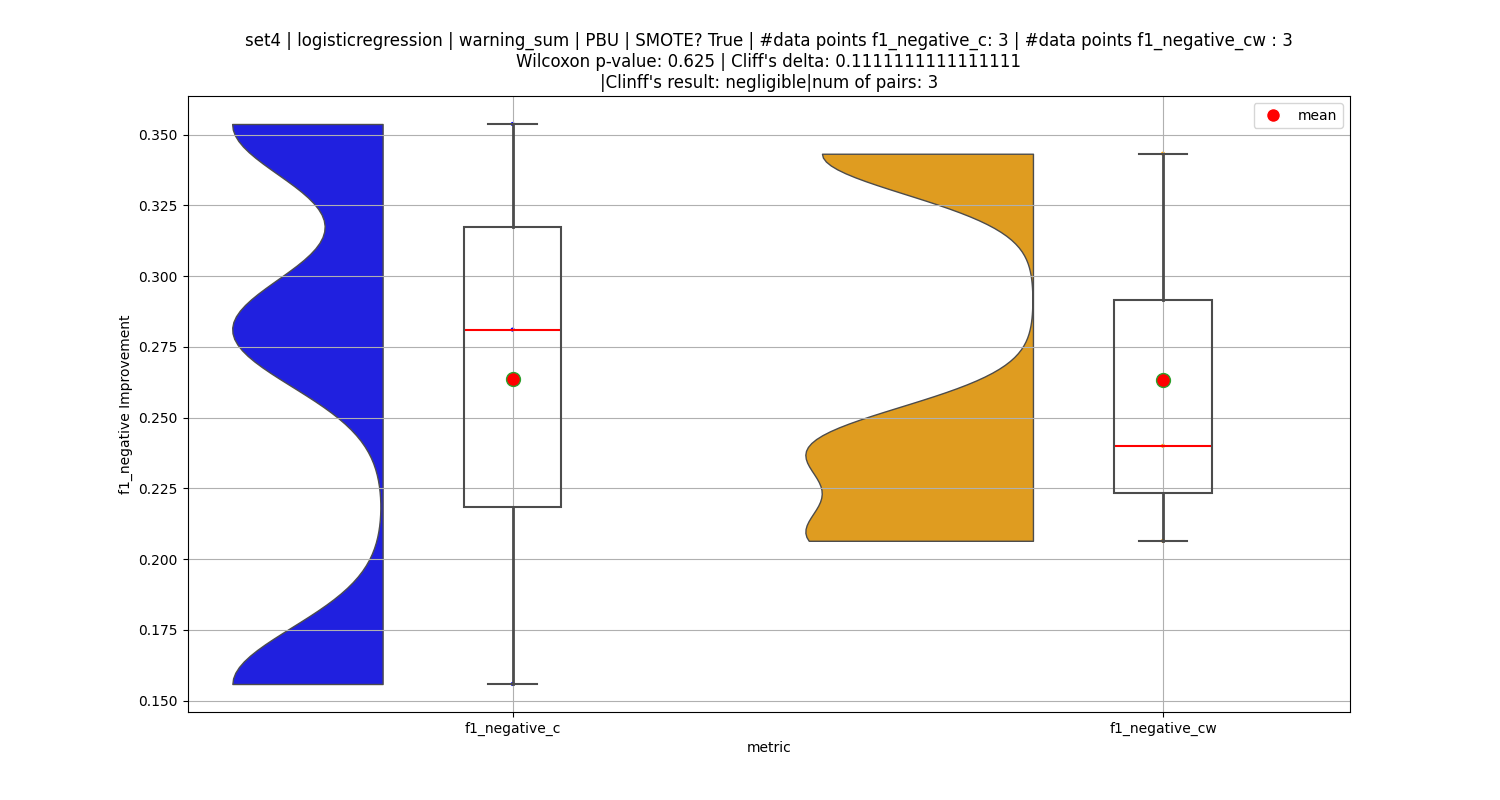 set4 | logisticregression | warning_sum | PBU | SMOTE? True | #data points f1_negative_c: 3 | #data points f1_negative_cw : 3
Wilcoxon p-value: 0.625 | Cliff's delta: 0.1111111111111111
|Clinff's result: negligible|num of pairs: 3
mean
0.350
0.325
0.300
0.275
0.250
0.225
0.200
0.175
0.150
f1_negative Improvement
f1_negative_c
f1_negative_cw
metric